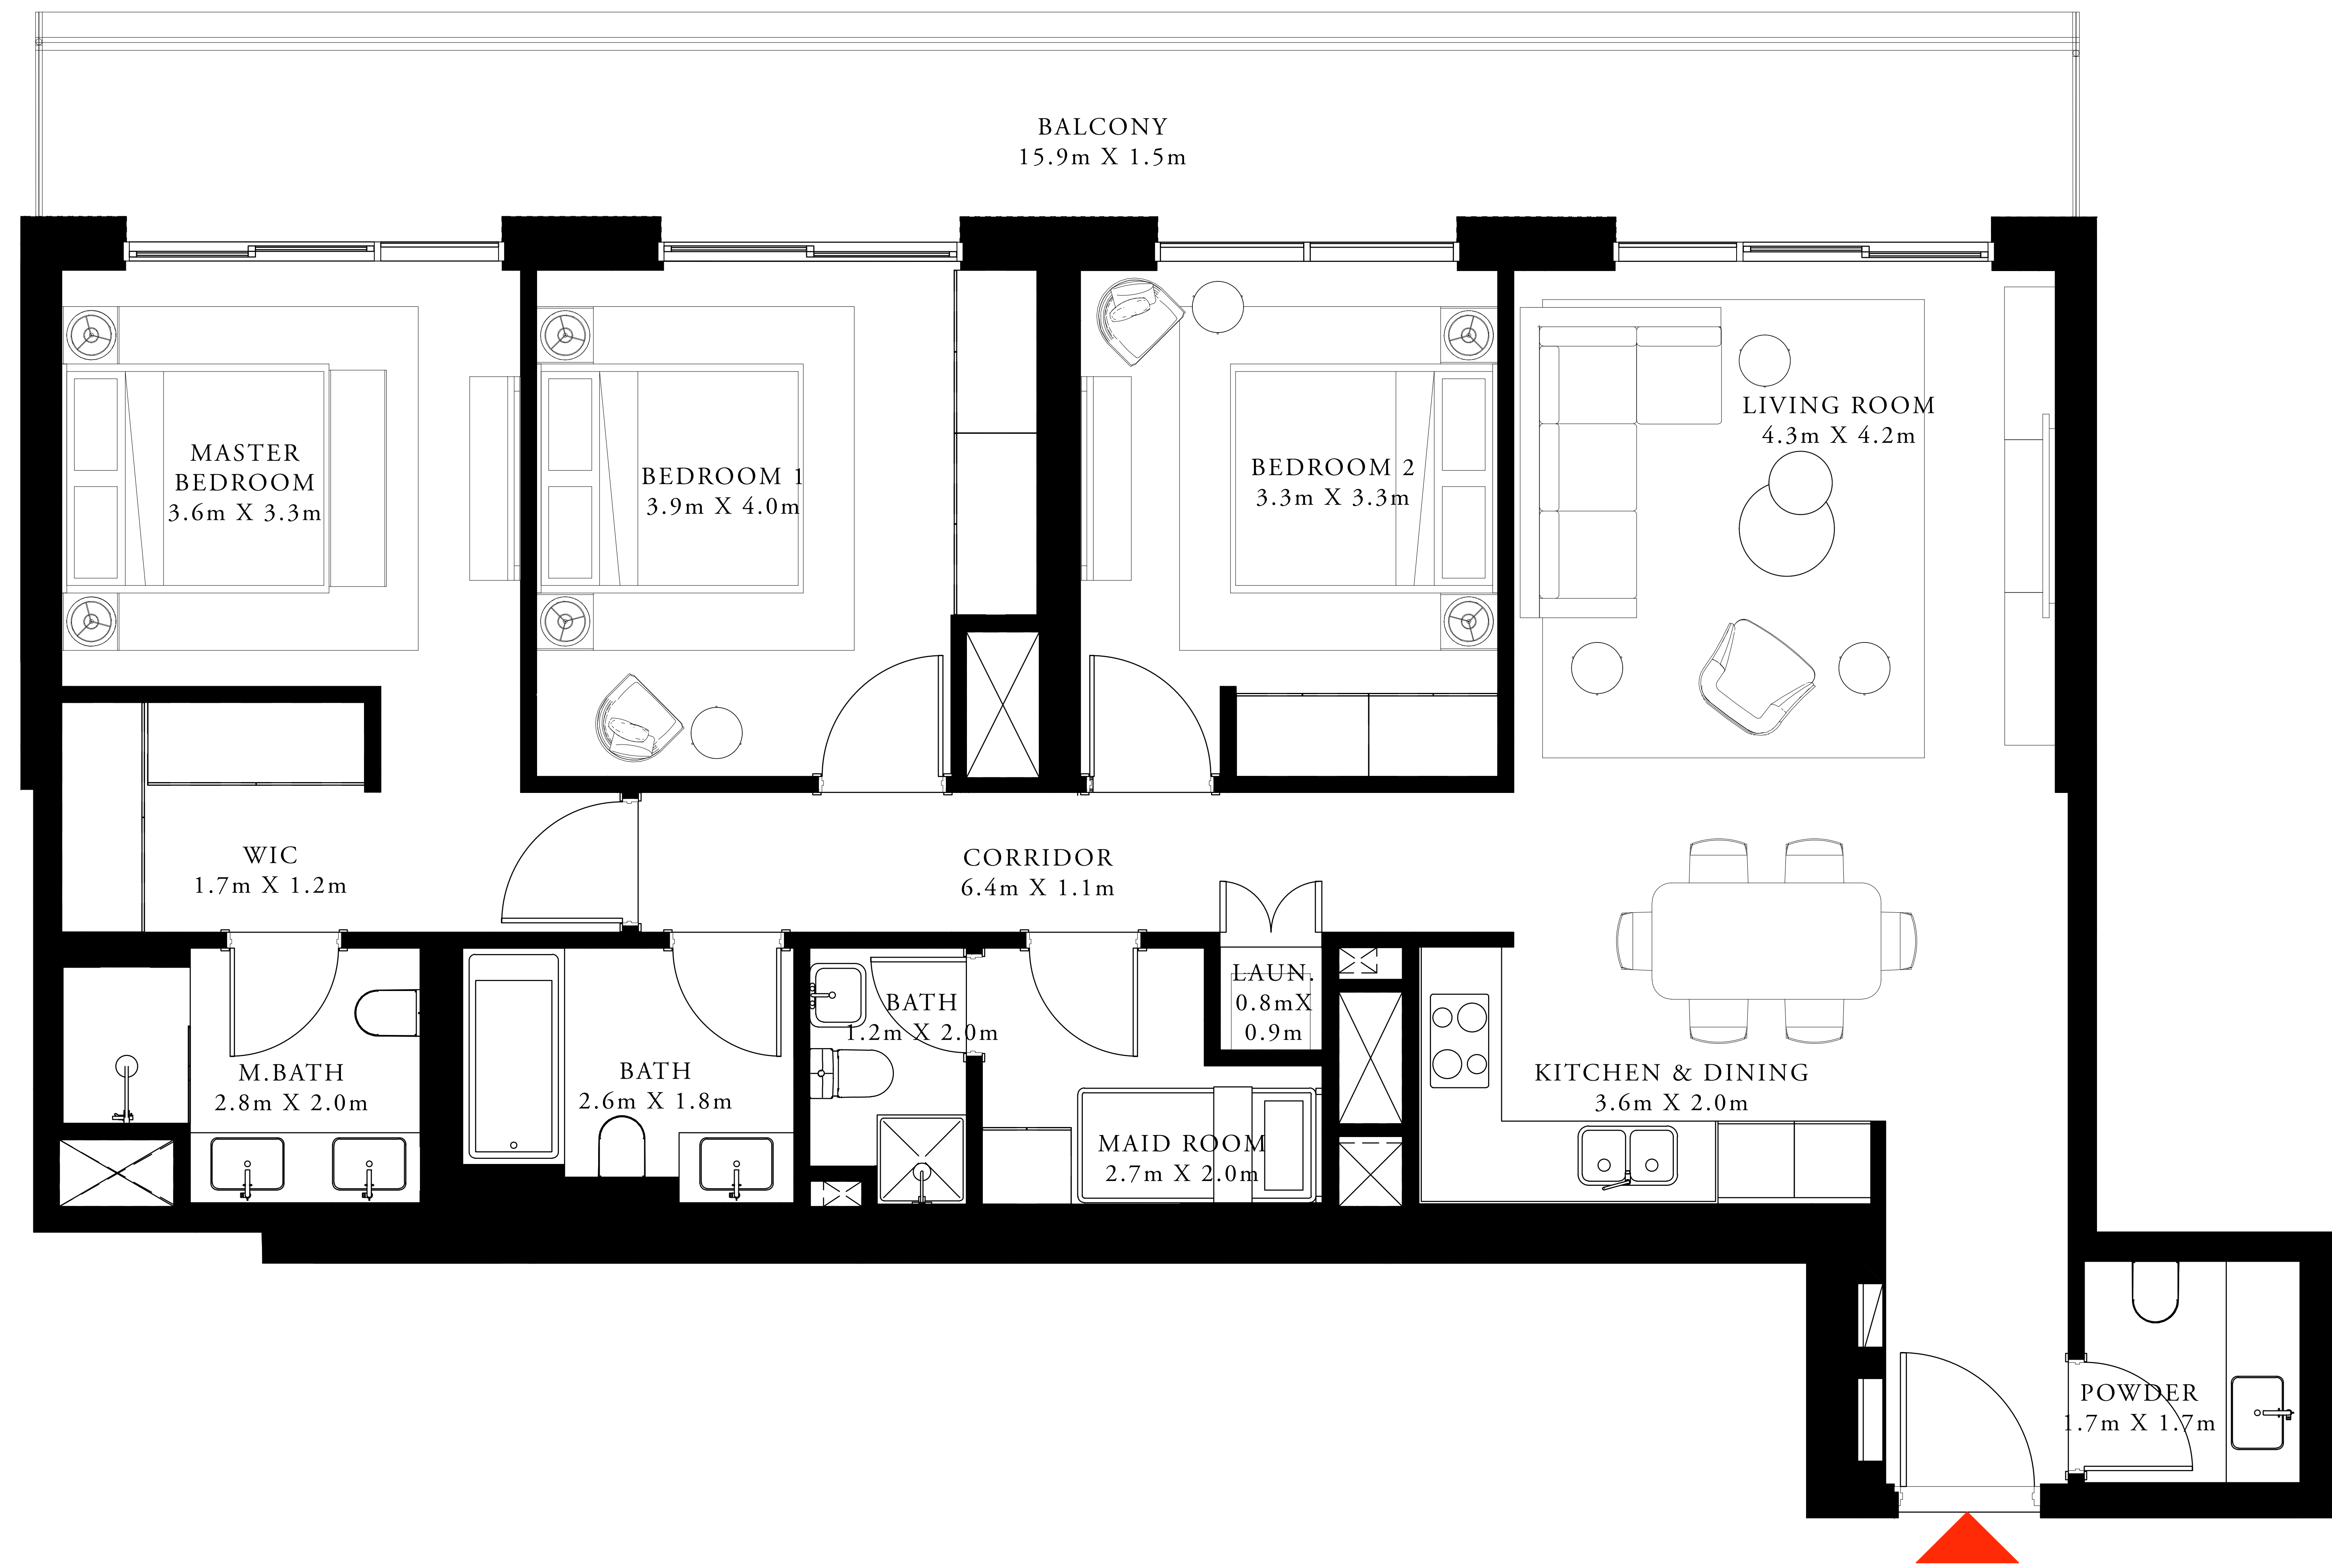 BALCONY
15.9m X 1.5m
MASTER
BEDROOM
3.6m X 3.3m
BEDROOM 1
3.9m X 4.0m
BEDROOM 2
3.3m X 3.3m
LIVING ROOM
4.3m X 4.2m
WIC
1.7m X 1.2m
CORRIDOR
6.4m X 1.1m
M.BATH
2.8m X 2.0m
BATH
2.6m X 1.8m
BATH
1.2m X 2.0m
LAUN.
0.8mX
0.9m
MAID ROOM
2.7m X 2.0m
KITCHEN & DINING
3.6m X 2.0m
POWDER
1.7m X 1.7m